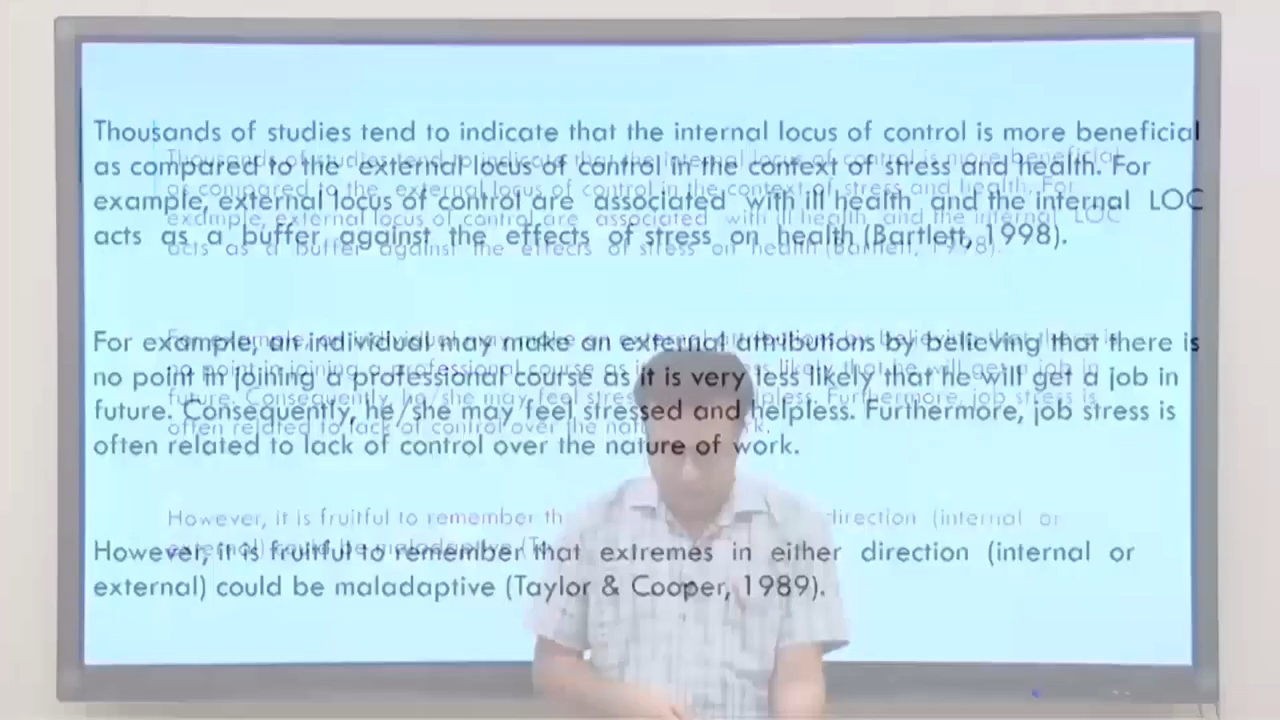 Thousands of studies tend to indicate that the internal locus of control is more beneficial
as compared to the external locus of control in the context of stress and health. For
example, external locus of control are associated with ill health and the internal LOC
acts as a buffer against the effects of stress on health (Bartlett, 1998).
For example, an individual may make an external attributions by believing that there is
no point in joining a professional course as it is very less likely that he will get a job in
future. Consequently, he/she may feel stressed and helpless. Furthermore, job stress is
often related to lack of control over the nature of work.
However, it is fruitful to remember that extremes in either direction (internal or
external) could be maladaptive (Taylor & Cooper, 1989).